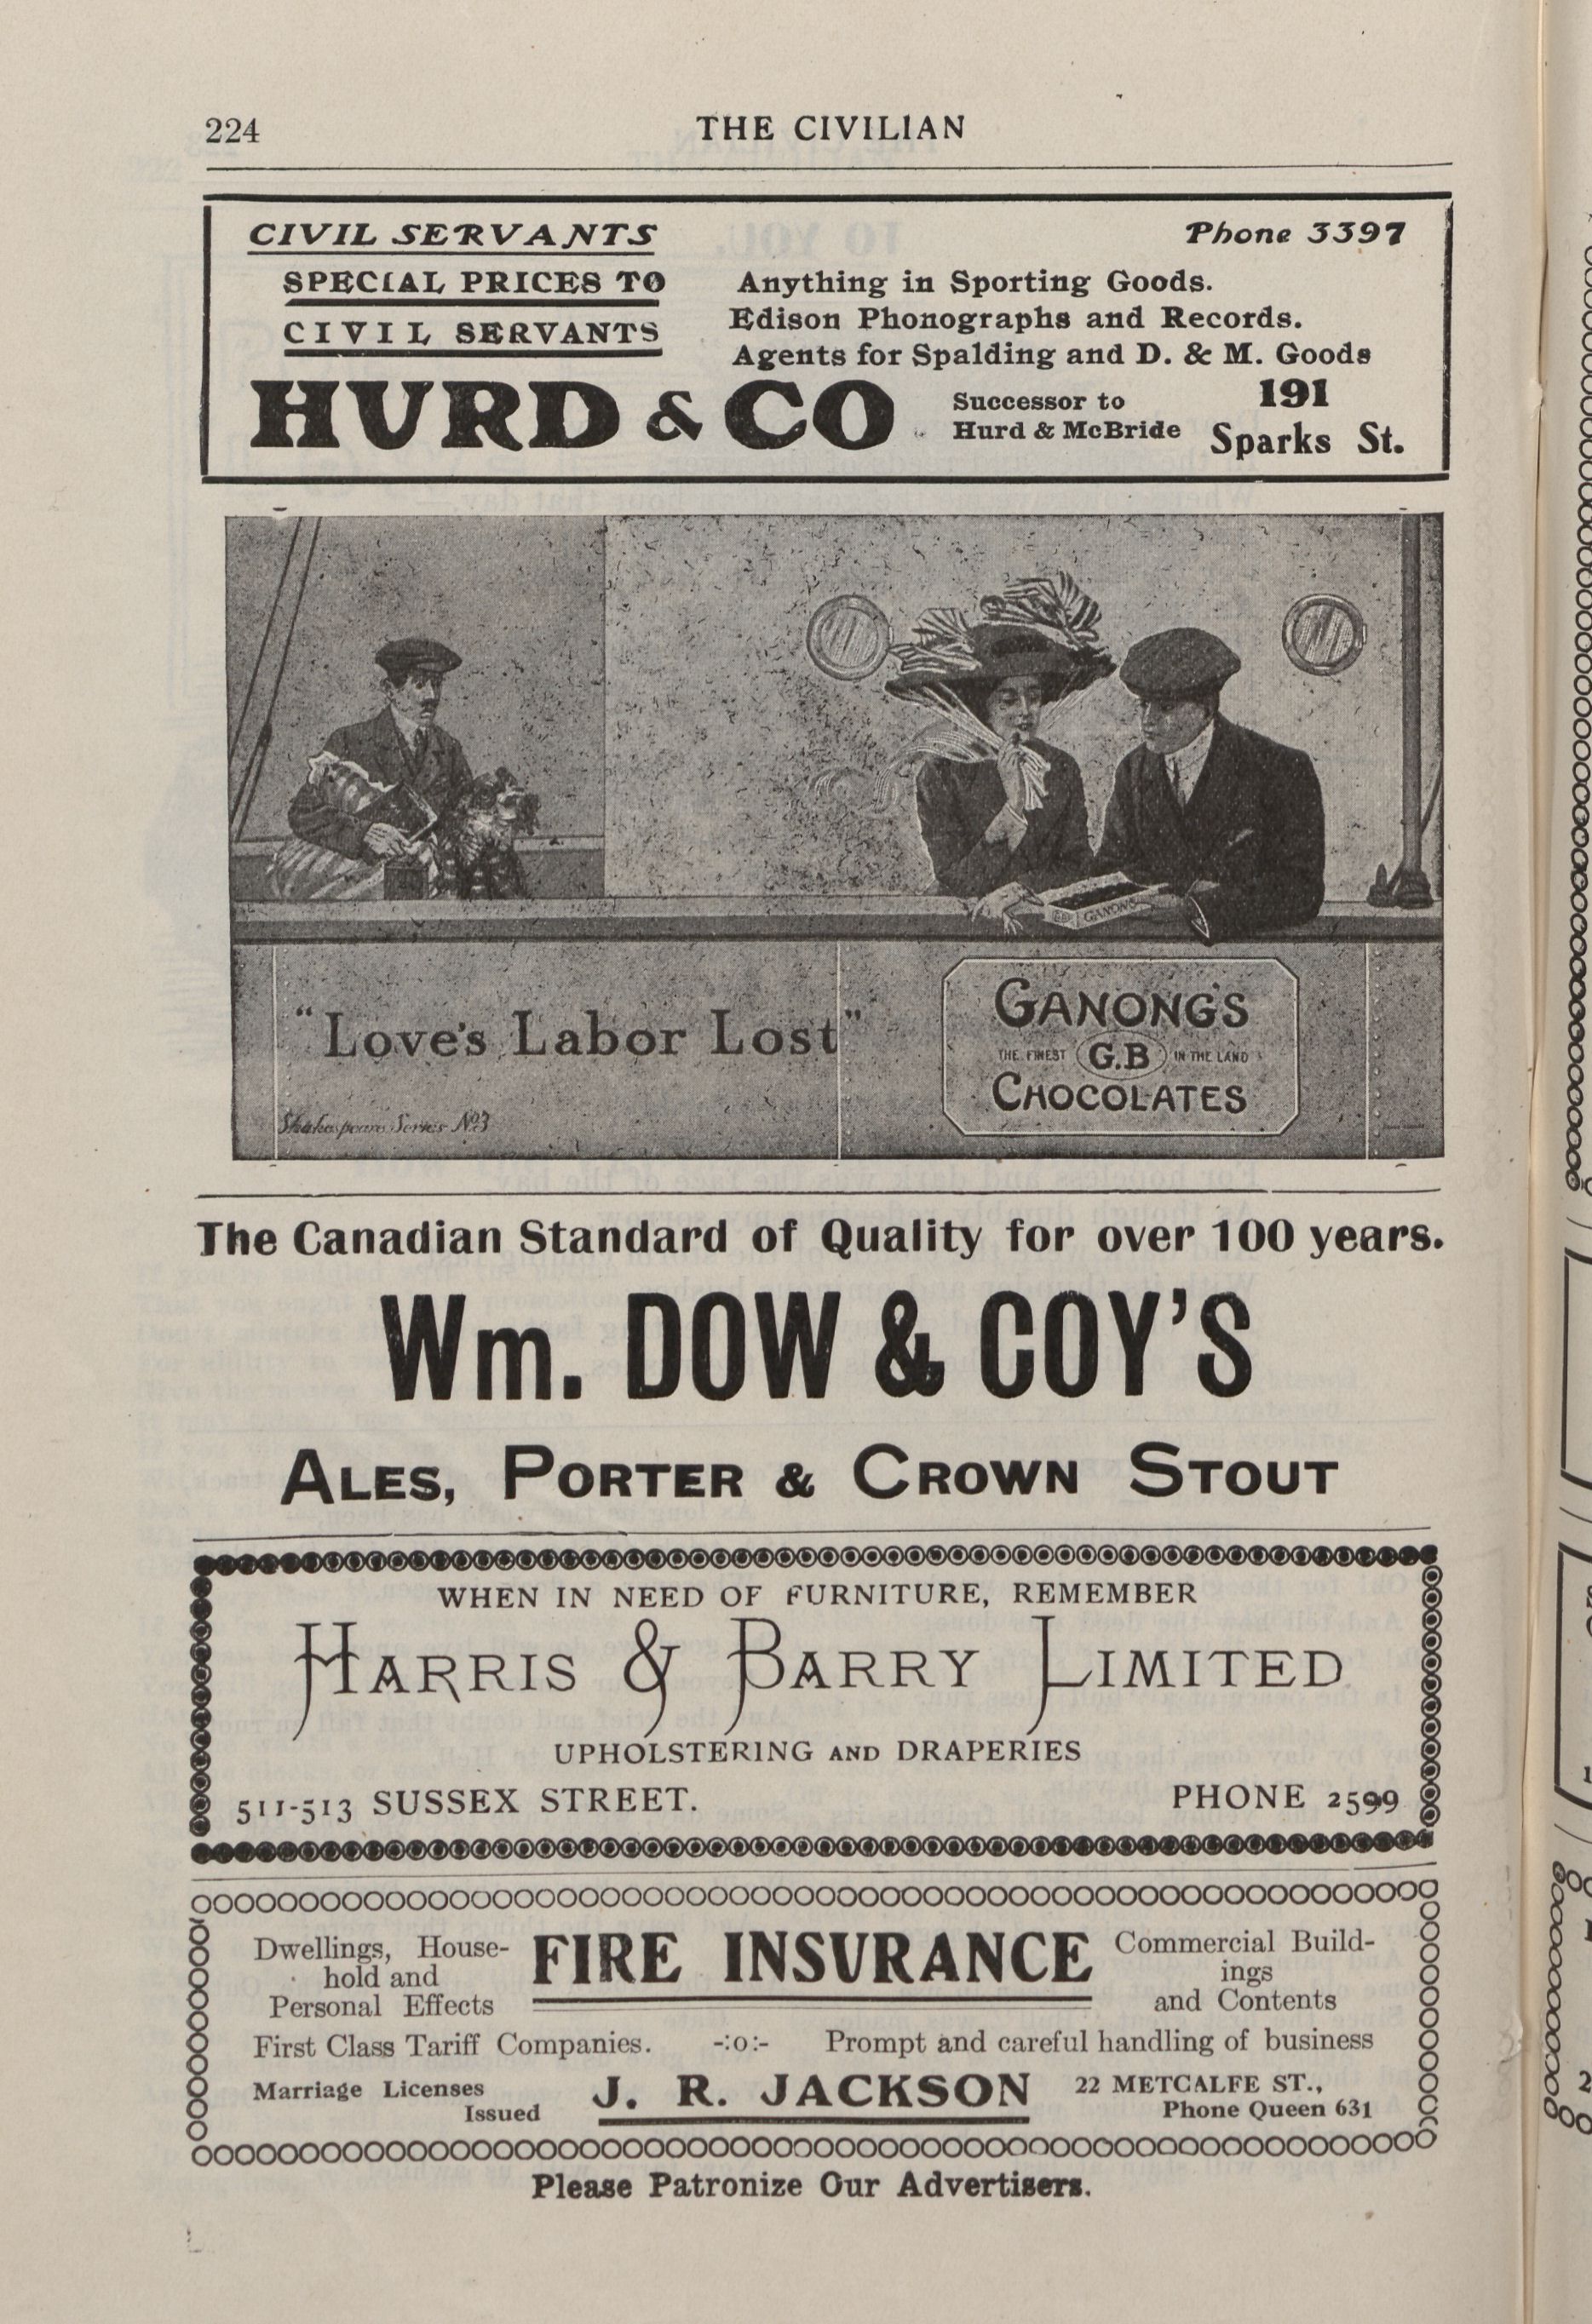 224
THE CIVILIAN
CIVIL SERVANTS
Phone 3397
SPECIAL PRICES TO
CIVIL SERVANTS
Anything in Sporting Goods.
Edison Phonographs and Records.
Agents for Spalding and D. & M. Goods
HURD & CO
Successor to
Hurd & McBride
191
Sparks St.
GB GANONG'S
"Love's Labor Lost"
Shakespeare Series No3
GANONG'S
THE FINEST G.B IN THE LAND
CHOCOLATES
The Canadian Standard of Quality for over 100 years.
Wm. DOW & COY'S
ALES, PORTER & CROWN STOUT
WHEN IN NEED OF FURNITURE, REMEMBER
HARRIS & BARRY LIMITED
UPHOLSTERING AND DRAPERIES
511-513 SUSSEX STREET.
PHONE 2599
Dwellings, House-
hold and
Personal Effects
FIRE INSURANCE
Commercial Build-
ings
and Contents
First Class Tariff Companies. -:o:- Prompt and careful handling of business
Marriage Licenses
Issued
J. R. JACKSON
22 METCALFE ST.,
Phone Queen 631
Please Patronize Our Advertisers.